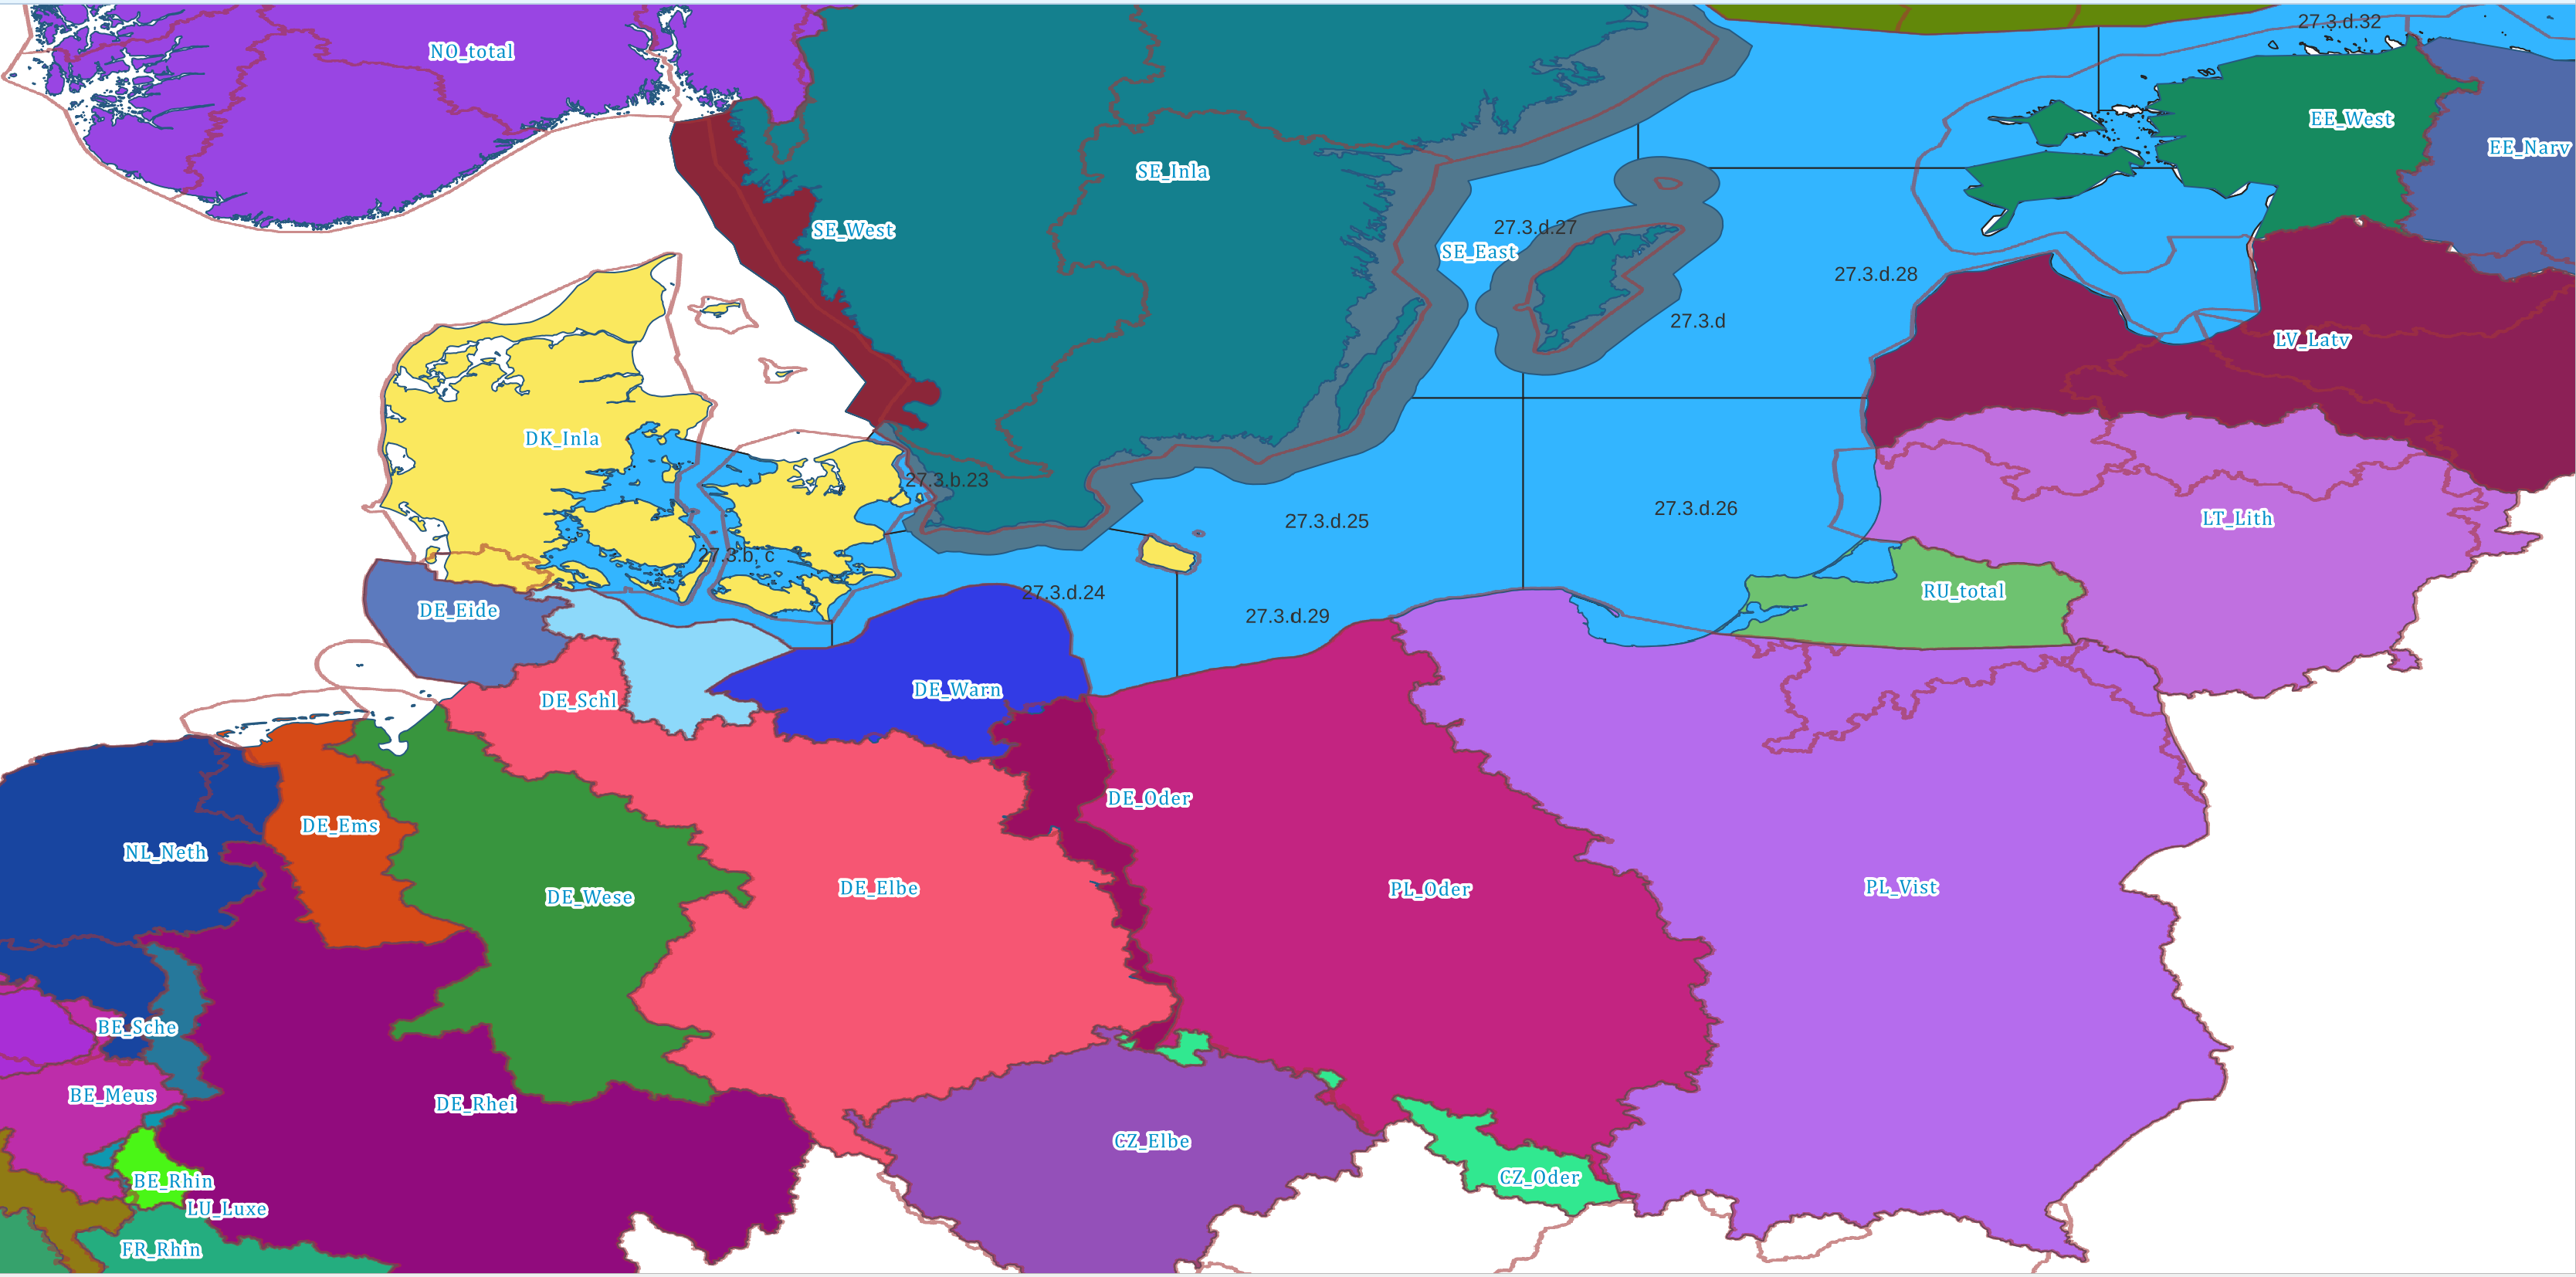 27.3.d.32
NO_total
EE_West
EE_Narv
SE_Inla
SE_West
27.3.d.27
SE_East
27.3.d.28
27.3.d
LV_Latv
DK_Inla
27.3.b.23
27.3.d.26
LT_Lith
27.3.d.25
27.3.b, c
27.3.d.24
RU_total
DE_Eide
27.3.d.29
DE_Warn
DE_Schl
DE_Oder
DE_Ems
NL_Neth
DE_Elbe
PL_Oder
PL_Vist
DE_Wese
BE_Sche
BE_Meus
DE_Rhei
CZ_Elbe
CZ_Oder
BE_Rhin
LU_Luxe
FR_Rhin